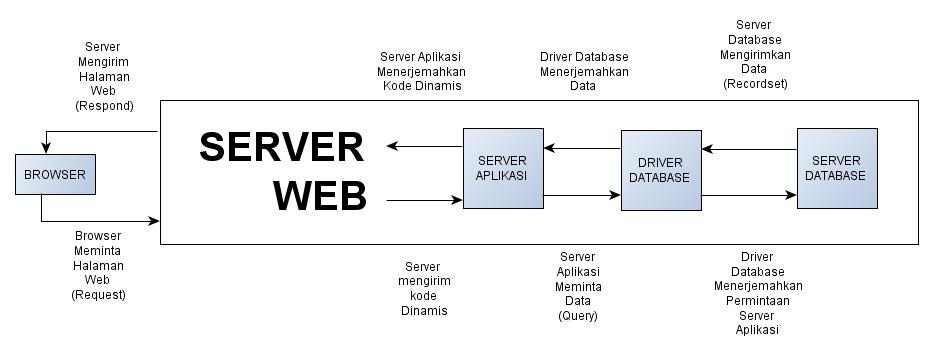 Server
Mengirim
Halaman
Web
(Respond)
Server Aplikasi
Menerjemahkan
Kode Dinamis
Driver Database
Menerjemahkan
Data
Server
Database
Mengirimkan
Data
(Recordset)
BROWSER
SERVER
WEB
SERVER
APLIKASI
DRIVER
DATABASE
SERVER
DATABASE
Browser
Meminta
Halaman
Web
(Request)
Server
mengirim
kode
Dinamis
Server
Aplikasi
Meminta
Data
(Query)
Driver
Database
Menerjemahkan
Permintaan
Server
Aplikasi